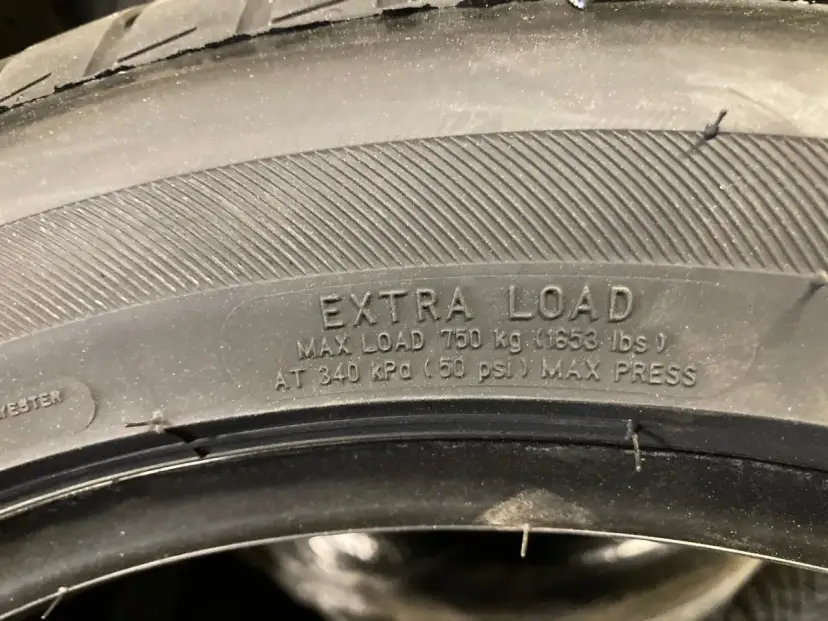 EXTRA LOAD
MAX LOAD 750 kg (1653 lbs)
AT 340 kPa (50 psi) MAX PRESS